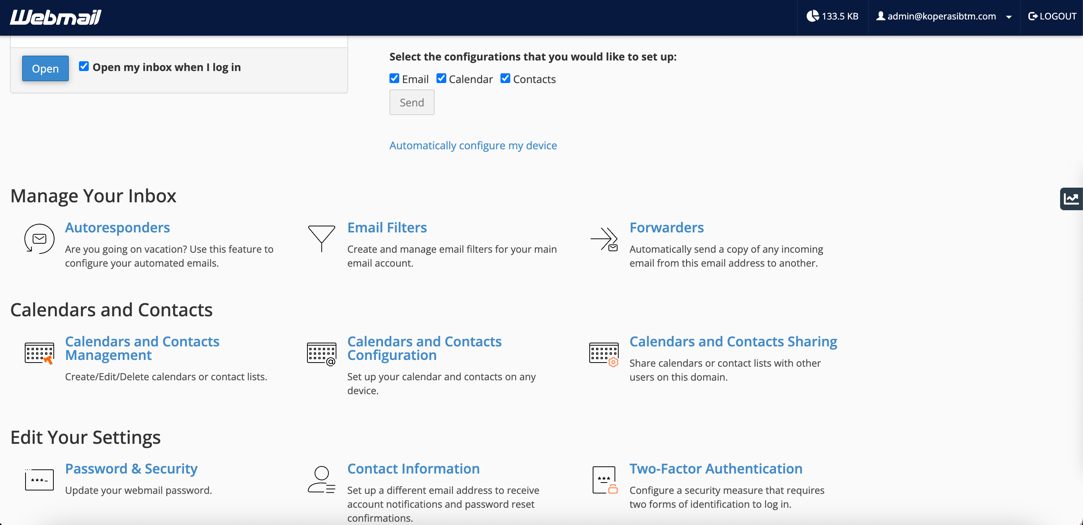 Webmail
133.5 KB
admin@koperasibtm.com
LOGOUT
Open
Open my inbox when I log in
Select the configurations that you would like to set up:
Email
Calendar
Contacts
Send
Automatically configure my device
Manage Your Inbox
Autoresponders
Are you going on vacation? Use this feature to
configure your automated emails.
Email Filters
Create and manage email filters for your main
email account.
Forwarders
Automatically send a copy of any incoming
email from this email address to another.
Calendars and Contacts
Calendars and Contacts
Management
Create/Edit/Delete calendars or contact lists.
Calendars and Contacts
Configuration
Set up your calendar and contacts on any
device.
Calendars and Contacts Sharing
Share calendars or contact lists with other
users on this domain.
Edit Your Settings
Password & Security
Update your webmail password.
Contact Information
Set up a different email address to receive
account notifications and password reset
confirmations.
Two-Factor Authentication
Configure a security measure that requires
two forms of identification to log in.